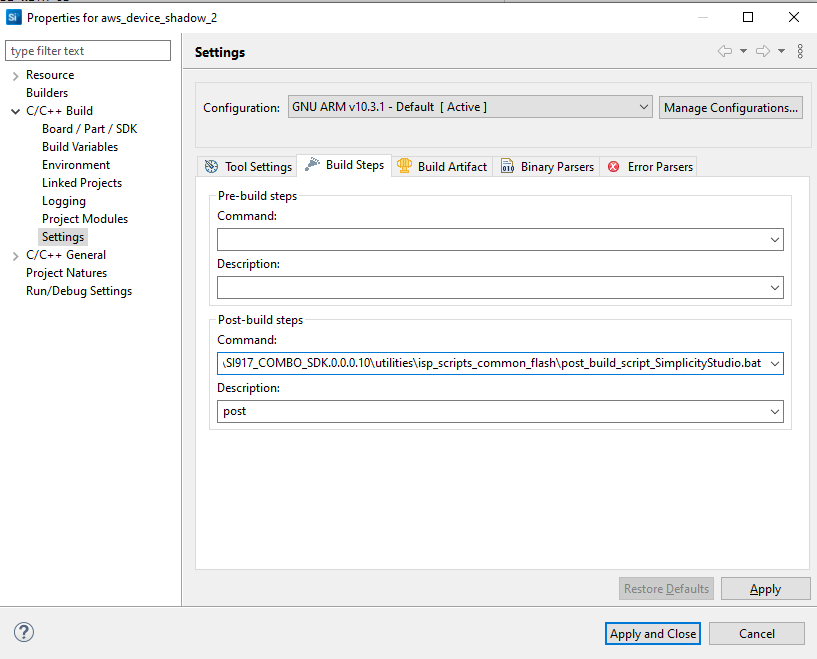 Si Properties for aws_device_shadow_2
type filter text
Settings
Resource
Builders
C/C++ Build
Board / Part / SDK
Build Variables
Environment
Linked Projects
Logging
Project Modules
Settings
C/C++ General
Project Natures
Run/Debug Settings
Configuration: GNU ARM v10.3.1 - Default [ Active ] Manage Configurations...
Tool Settings Build Steps Build Artifact 010 Binary Parsers Error Parsers
Pre-build steps
Command:
Description:
Post-build steps
Command:
\SI917_COMBO_SDK.0.0.0.10\utilities\isp_scripts_common_flash\post_build_script_SimplicityStudio.bat
Description:
post
Restore Defaults Apply
? Apply and Close Cancel